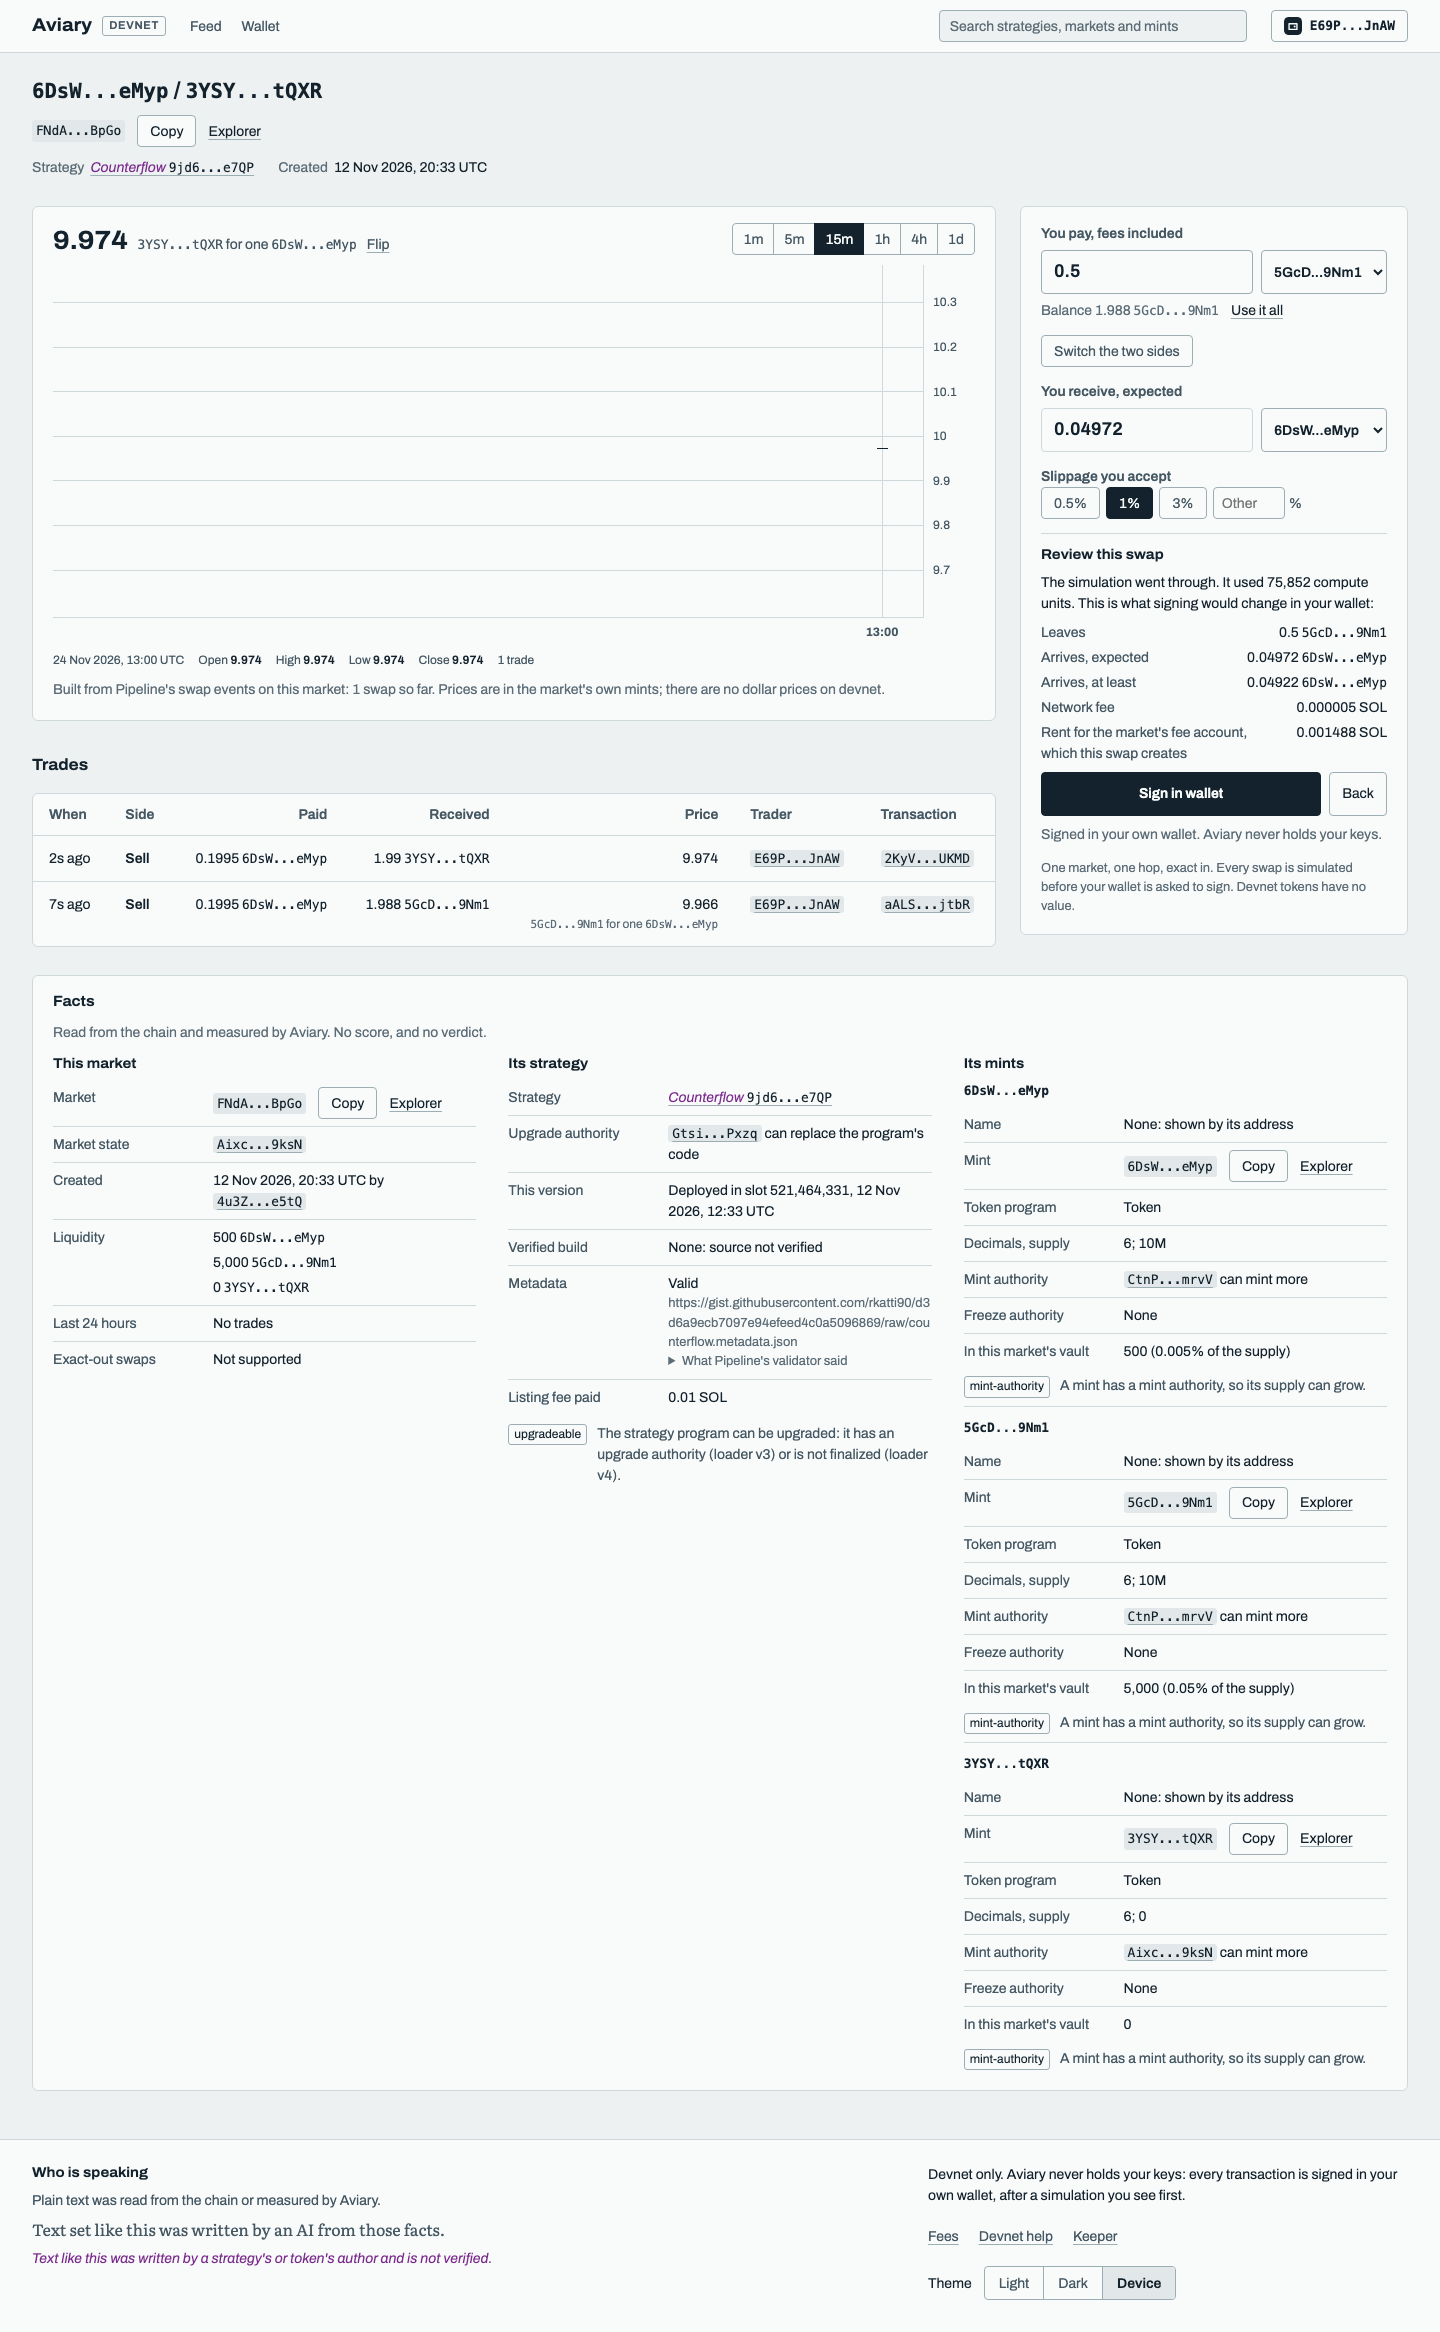 Aviary DEVNET Feed Wallet Search strategies, markets and mints E69P...JnAW
6DsW...eMyp / 3YSY...tQXR
FNdA...BpGo Copy Explorer
Strategy Counterflow 9jd6...e7QP Created 12 Nov 2026, 20:33 UTC
9.974 3YSY...tQXR for one 6DsW...eMyp Flip 1m 5m 15m 1h 4h 1d
10.3
10.2
10.1
10
9.9
9.8
9.7
13:00
24 Nov 2026, 13:00 UTC Open 9.974 High 9.974 Low 9.974 Close 9.974 1 trade
Built from Pipeline's swap events on this market: 1 swap so far. Prices are in the market's own mints; there are no dollar prices on devnet.
You pay, fees included
0.5 5GcD...9Nm1
Balance 1.988 5GcD...9Nm1 Use it all
Switch the two sides
You receive, expected
0.04972 6DsW...eMyp
Slippage you accept
0.5% 1% 3% Other %
Review this swap
The simulation went through. It used 75,852 compute
units. This is what signing would change in your wallet:
Leaves 0.5 5GcD...9Nm1
Arrives, expected 0.04972 6DsW...eMyp
Arrives, at least 0.04922 6DsW...eMyp
Network fee 0.000005 SOL
Rent for the market's fee account, 0.001488 SOL
which this swap creates
Sign in wallet Back
Signed in your own wallet. Aviary never holds your keys.
One market, one hop, exact in. Every swap is simulated
before your wallet is asked to sign. Devnet tokens have no
value.
Trades
When Side Paid Received Price Trader Transaction
2s ago Sell 0.1995 6DsW...eMyp 1.99 3YSY...tQXR 9.974 E69P...JnAW 2KyV...UKMD
7s ago Sell 0.1995 6DsW...eMyp 1.988 5GcD...9Nm1 9.966 E69P...JnAW aALS...jtbR
5GcD...9Nm1 for one 6DsW...eMyp
Facts
Read from the chain and measured by Aviary. No score, and no verdict.
This market
Market FNdA...BpGo Copy Explorer
Market state Aixc...9ksN
Created 12 Nov 2026, 20:33 UTC by
4u3Z...e5tQ
Liquidity 500 6DsW...eMyp
5,000 5GcD...9Nm1
0 3YSY...tQXR
Last 24 hours No trades
Exact-out swaps Not supported
Its strategy
Strategy Counterflow 9jd6...e7QP
Upgrade authority Gtsi...Pxzq can replace the program's
code
This version Deployed in slot 521,464,331, 12 Nov
2026, 12:33 UTC
Verified build None: source not verified
Metadata Valid
https://gist.githubusercontent.com/rkatti90/d3
d6a9ecb7097e94efeed4c0a5096869/raw/cou
nterflow.metadata.json
What Pipeline's validator said
Listing fee paid 0.01 SOL
upgradeable The strategy program can be upgraded: it has an
upgrade authority (loader v3) or is not finalized (loader
v4).
Its mints
6DsW...eMyp
Name None: shown by its address
Mint 6DsW...eMyp Copy Explorer
Token program Token
Decimals, supply 6; 10M
Mint authority CtnP...mrvV can mint more
Freeze authority None
In this market's vault 500 (0.005% of the supply)
mint-authority A mint has a mint authority, so its supply can grow.
5GcD...9Nm1
Name None: shown by its address
Mint 5GcD...9Nm1 Copy Explorer
Token program Token
Decimals, supply 6; 10M
Mint authority CtnP...mrvV can mint more
Freeze authority None
In this market's vault 5,000 (0.05% of the supply)
mint-authority A mint has a mint authority, so its supply can grow.
3YSY...tQXR
Name None: shown by its address
Mint 3YSY...tQXR Copy Explorer
Token program Token
Decimals, supply 6; 0
Mint authority Aixc...9ksN can mint more
Freeze authority None
In this market's vault 0
mint-authority A mint has a mint authority, so its supply can grow.
Who is speaking
Plain text was read from the chain or measured by Aviary.
Text set like this was written by an AI from those facts.
Text like this was written by a strategy's or token's author and is not verified.
Devnet only. Aviary never holds your keys: every transaction is signed in your
own wallet, after a simulation you see first.
Fees Devnet help Keeper
Theme Light Dark Device